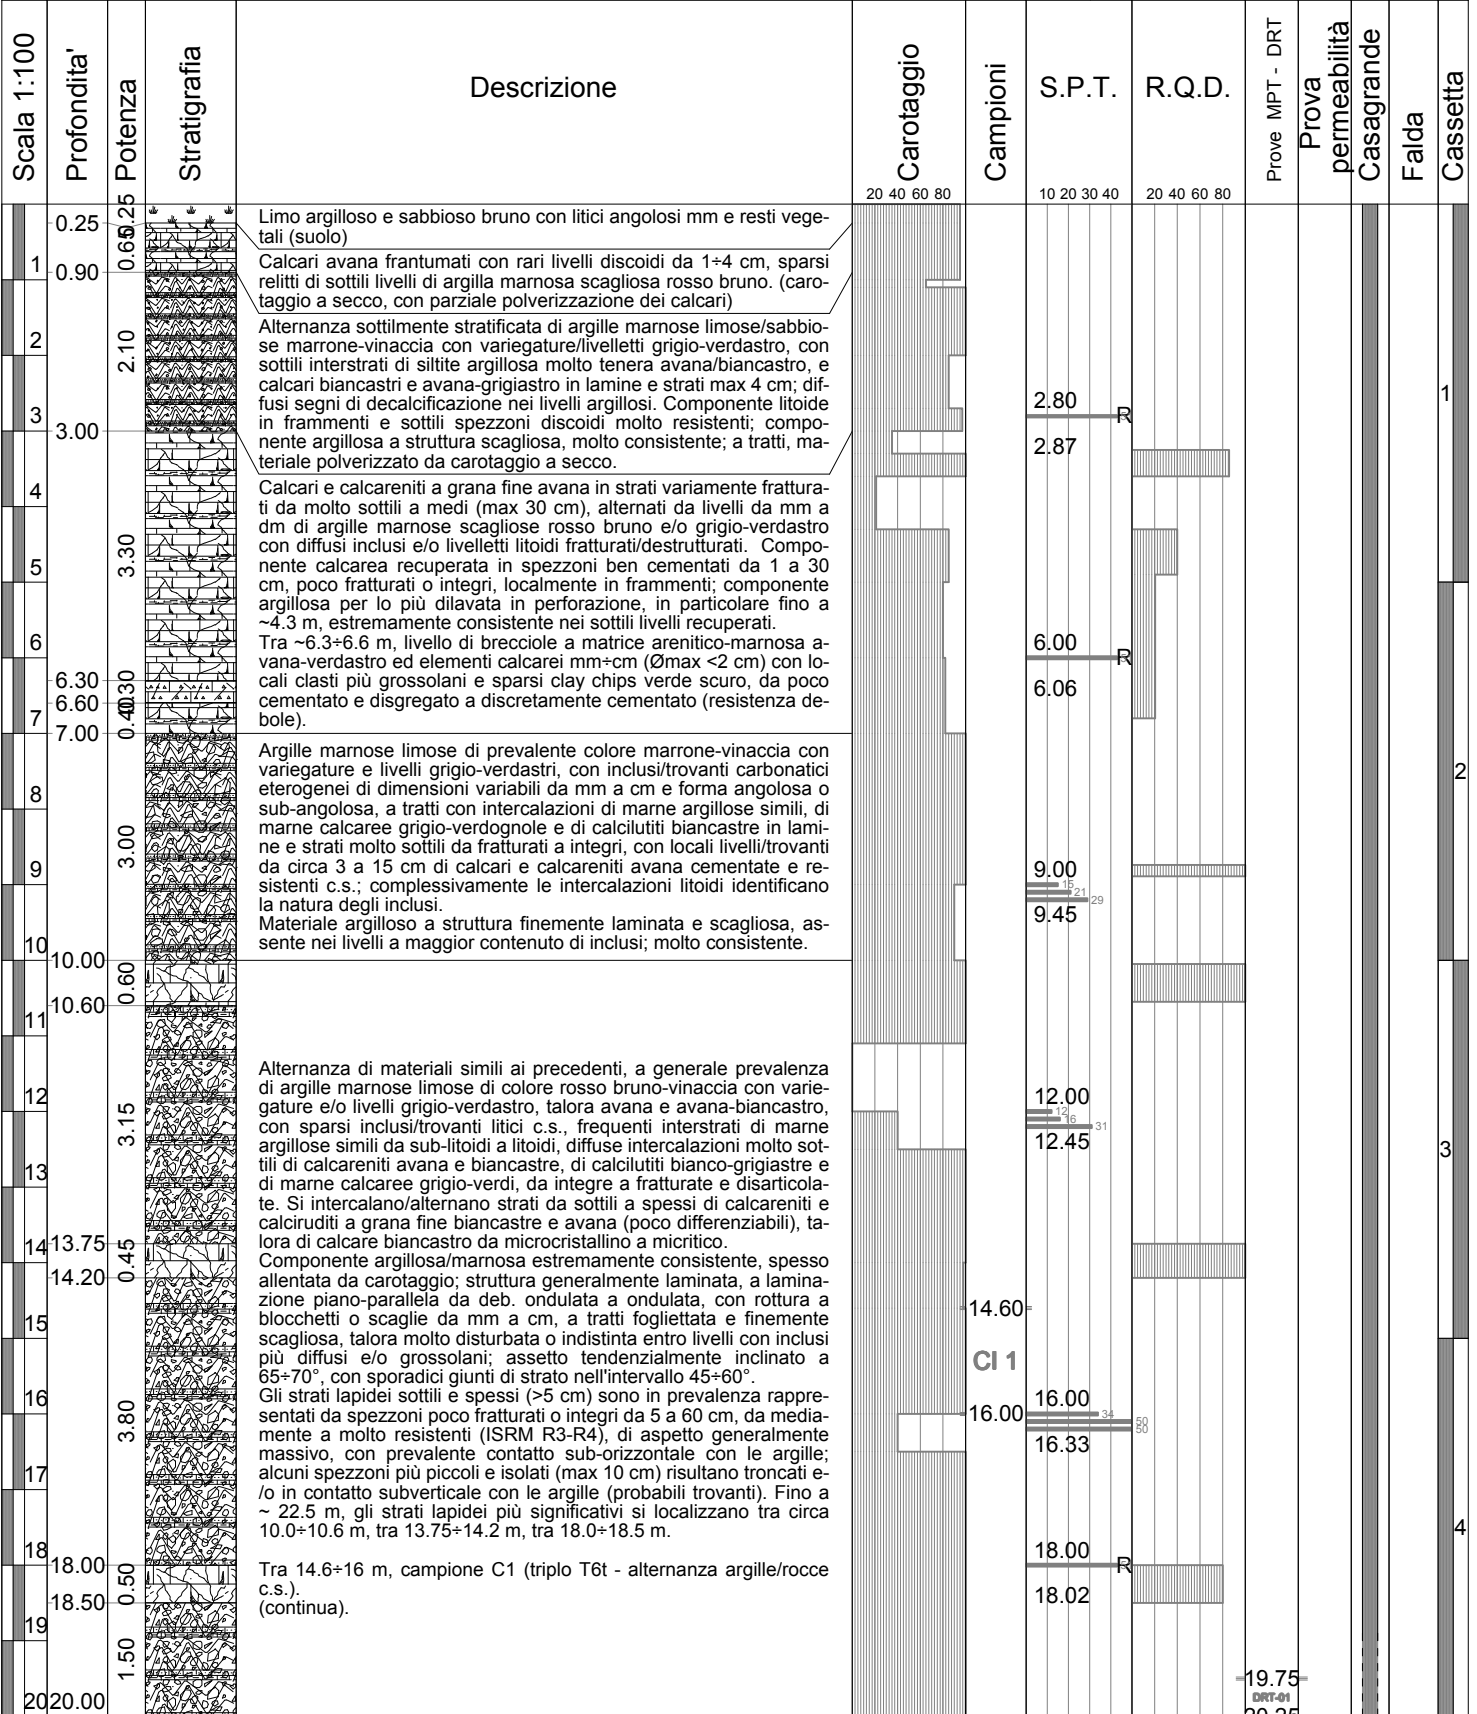 Scala 1:100
Profondita'
Potenza
Stratigrafia
Descrizione
Carotaggio
Campioni
S.P.T.
R.Q.D.
Prove MPT - DRT
Prova
permeabilità
Casagrande
Falda
Cassetta
20 40 60 80
10 20 30 40
20 40 60 80
Limo argilloso e sabbioso bruno con litici angolosi mm e resti vege-
tali (suolo)
Calcari avana frantumati con rari livelli discoidi da 1÷4 cm, sparsi
relitti di sottili livelli di argilla marnosa scagliosa rosso bruno. (caro-
taggio a secco, con parziale polverizzazione dei calcari)
Alternanza sottilmente stratificata di argille marnose limose/sabbio-
se marrone-vinaccia con variegature/livelletti grigio-verdastro, con
sottili interstrati di siltite argillosa molto tenera avana/biancastro, e
calcari biancastri e avana-grigiastro in lamine e strati max 4 cm; dif-
fusi segni di decalcificazione nei livelli argillosi. Componente litoide
in frammenti e sottili spezzoni discoidi molto resistenti; compo-
nente argillosa a struttura scagliosa, molto consistente; a tratti, ma-
teriale polverizzato da carotaggio a secco.
Calcari e calcareniti a grana fine avana in strati variamente frattura-
ti da molto sottili a medi (max 30 cm), alternati da livelli da mm a
dm di argille marnose scagliose rosso bruno e/o grigio-verdastro
con diffusi inclusi e/o livelletti litoidi fratturati/destrutturati. Compo-
nente calcarea recuperata in spezzoni ben cementati da 1 a 30
cm, poco fratturati o integri, localmente in frammenti; componente
argillosa per lo più dilavata in perforazione, in particolare fino a
~4.3 m, estremamente consistente nei sottili livelli recuperati.
Tra ~6.3÷6.6 m, livello di brecciole a matrice arenitico-marnosa a-
vana-verdastro ed elementi calcarei mm÷cm (Ømax <2 cm) con lo-
cali clasti più grossolani e sparsi clay chips verde scuro, da poco
cementato e disgregato a discretamente cementato (resistenza de-
bole).
Argille marnose limose di prevalente colore marrone-vinaccia con
variegature e livelli grigio-verdastri, con inclusi/trovanti carbonatici
eterogenei di dimensioni variabili da mm a cm e forma angolosa o
sub-angolosa, a tratti con intercalazioni di marne argillose simili, di
marne calcaree grigio-verdognole e di calcilutiti biancastre in lami-
ne e strati molto sottili da fratturati a integri, con locali livelli/trovanti
da circa 3 a 15 cm di calcari e calcareniti avana cementate e re-
sistenti c.s.; complessivamente le intercalazioni litoidi identificano
la natura degli inclusi.
Materiale argilloso a struttura finemente laminata e scagliosa, as-
sente nei livelli a maggior contenuto di inclusi; molto consistente.
Alternanza di materiali simili ai precedenti, a generale prevalenza
di argille marnose limose di colore rosso bruno-vinaccia con varie-
gature e/o livelli grigio-verdastro, talora avana e avana-biancastro,
con sparsi inclusi/trovanti litici c.s., frequenti interstrati di marne
argillose simili da sub-litoidi a litoidi, diffuse intercalazioni molto sot-
tili di calcareniti avana e biancastre, di calcilutiti bianco-grigiastre e
di marne calcaree grigio-verdi, da integre a fratturate e disarticola-
te. Si intercalano/alternano strati da sottili a spessi di calcareniti e
calciruditi a grana fine biancastre e avana (poco differenziabili), ta-
lora di calcare biancastro da microcristallino a micritico.
Componente argillosa/marnosa estremamente consistente, spesso
allentata da carotaggio; struttura generalmente laminata, a lamina-
zione piano-parallela da deb. ondulata a ondulata, con rottura a
blocchetti o scaglie da mm a cm, a tratti fogliettata e finemente
scagliosa, talora molto disturbata o indistinta entro livelli con inclusi
più diffusi e/o grossolani; assetto tendenzialmente inclinato a
65÷70°, con sporadici giunti di strato nell'intervallo 45÷60°.
Gli strati lapidei sottili e spessi (>5 cm) sono in prevalenza rappre-
sentati da spezzoni poco fratturati o integri da 5 a 60 cm, da media-
mente a molto resistenti (ISRM R3-R4), di aspetto generalmente
massivo, con prevalente contatto sub-orizzontale con le argille;
alcuni spezzoni più piccoli e isolati (max 10 cm) risultano troncati e-
/o in contatto subverticale con le argille (probabili trovanti). Fino a
~ 22.5 m, gli strati lapidei più significativi si localizzano tra circa
10.0÷10.6 m, tra 13.75÷14.2 m, tra 18.0÷18.5 m.
Tra 14.6÷16 m, campione C1 (triplo T6t - alternanza argille/rocce
c.s.).
(continua).
1
2
3
4
5
6
7
8
9
10
11
12
13
14
15
16
17
18
19
20
0.25
0.90
3.00
6.30
6.60
7.00
10.00
10.60
13.75
14.20
18.00
18.50
20.00
0.25
0.65
2.10
3.30
0.30
0.40
3.00
0.60
3.15
0.45
3.80
0.50
1.50
14.60
CI 1
16.00
2.80
R
2.87
6.00
R
6.06
9.00
15
21
29
9.45
12.00
12
16
31
12.45
16.00
34
50
50
16.33
18.00
R
18.02
19.75
DRT-01
20.25
1
2
3
4